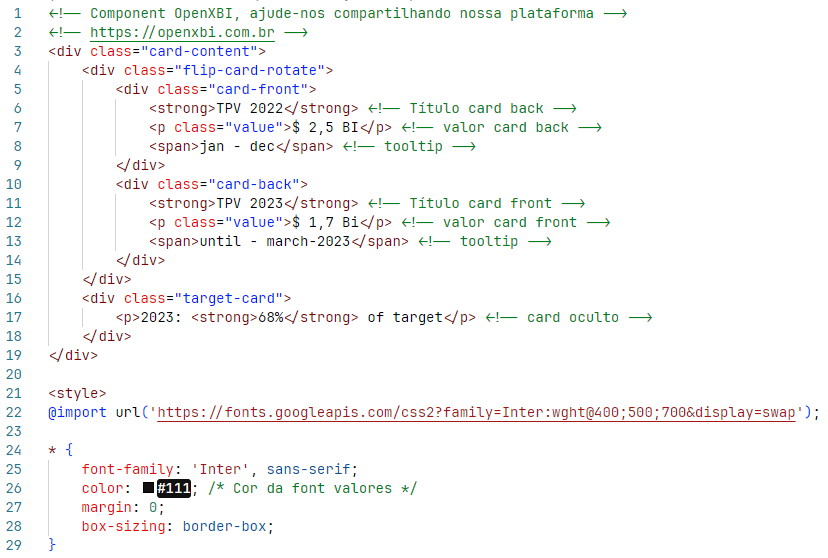 1 <!-- Component OpenXBI, ajude-nos compartilhando nossa plataforma -->
2 <!-- https://openxbi.com.br -->
3 <div class="card-content">
4 <div class="flip-card-rotate">
5 <div class="card-front">
6 <strong>TPV 2022</strong> <!-- Título card back -->
7 <p class="value">$ 2,5 BI</p> <!-- valor card back -->
8 <span>jan - dec</span> <!-- tooltip -->
9 </div>
10 <div class="card-back">
11 <strong>TPV 2023</strong> <!-- Título card front -->
12 <p class="value">$ 1,7 Bi</p> <!-- valor card front -->
13 <span>until - march-2023</span> <!-- tooltip -->
14 </div>
15 </div>
16 <div class="target-card">
17 <p>2023: <strong>68%</strong> of target</p> <!-- card oculto -->
18 </div>
19 </div>
20
21 <style>
22 @import url('https://fonts.googleapis.com/css2?family=Inter:wght@400;500;700&display=swap');
23
24 * {
25 font-family: 'Inter', sans-serif;
26 color: #111; /* Cor da font valores */
27 margin: 0;
28 box-sizing: border-box;
29 }